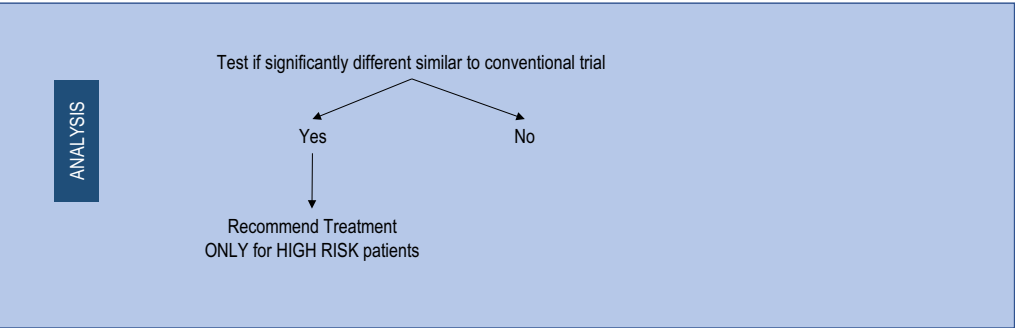 Test if significantly different similar to conventional trial
ANALYSIS
Yes
No
Recommend Treatment
ONLY for HIGH RISK patients